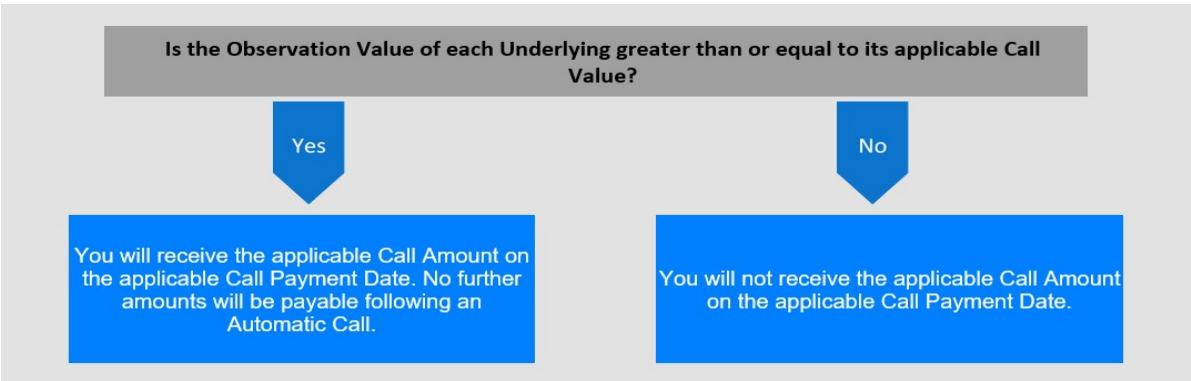 Is the Observation Value of each Underlying greater than or equal to its applicable Call
Value?
Yes
No
You will receive the applicable Call Amount on
the applicable Call Payment Date. No further
amounts will be payable following an
Automatic Call.
You will not receive the applicable Call Amount
on the applicable Call Payment Date.